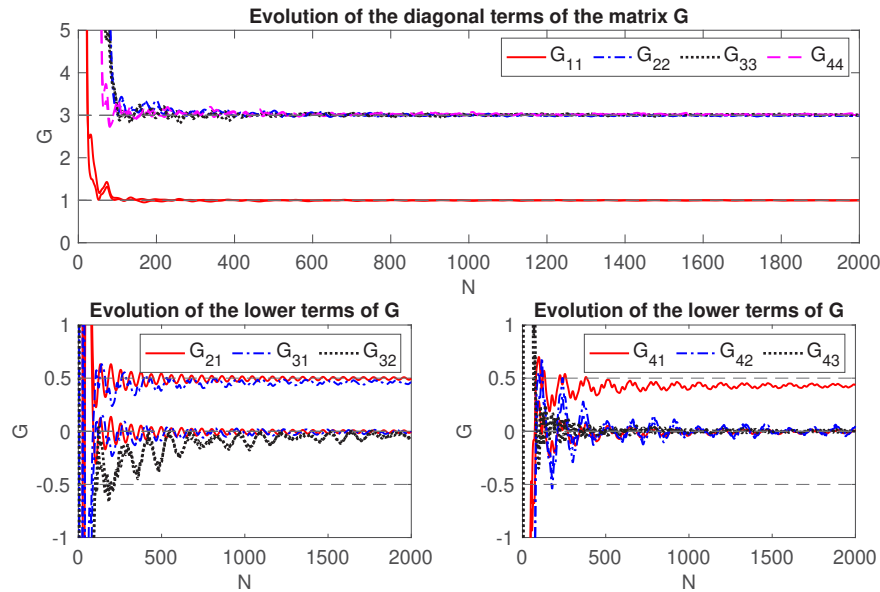 Evolution of the diagonal terms of the matrix G
G₁₁ G₂₂ G₃₃ G₄₄
5
4
3
2
1
0
G
0 200 400 600 800 1000 1200 1400 1600 1800 2000
N
Evolution of the lower terms of G
G₂₁ G₃₁ G₃₂
1
0.5
0
-0.5
-1
G
0 500 1000 1500 2000
N
Evolution of the lower terms of G
G₄₁ G₄₂ G₄₃
1
0.5
0
-0.5
-1
G
0 500 1000 1500 2000
N